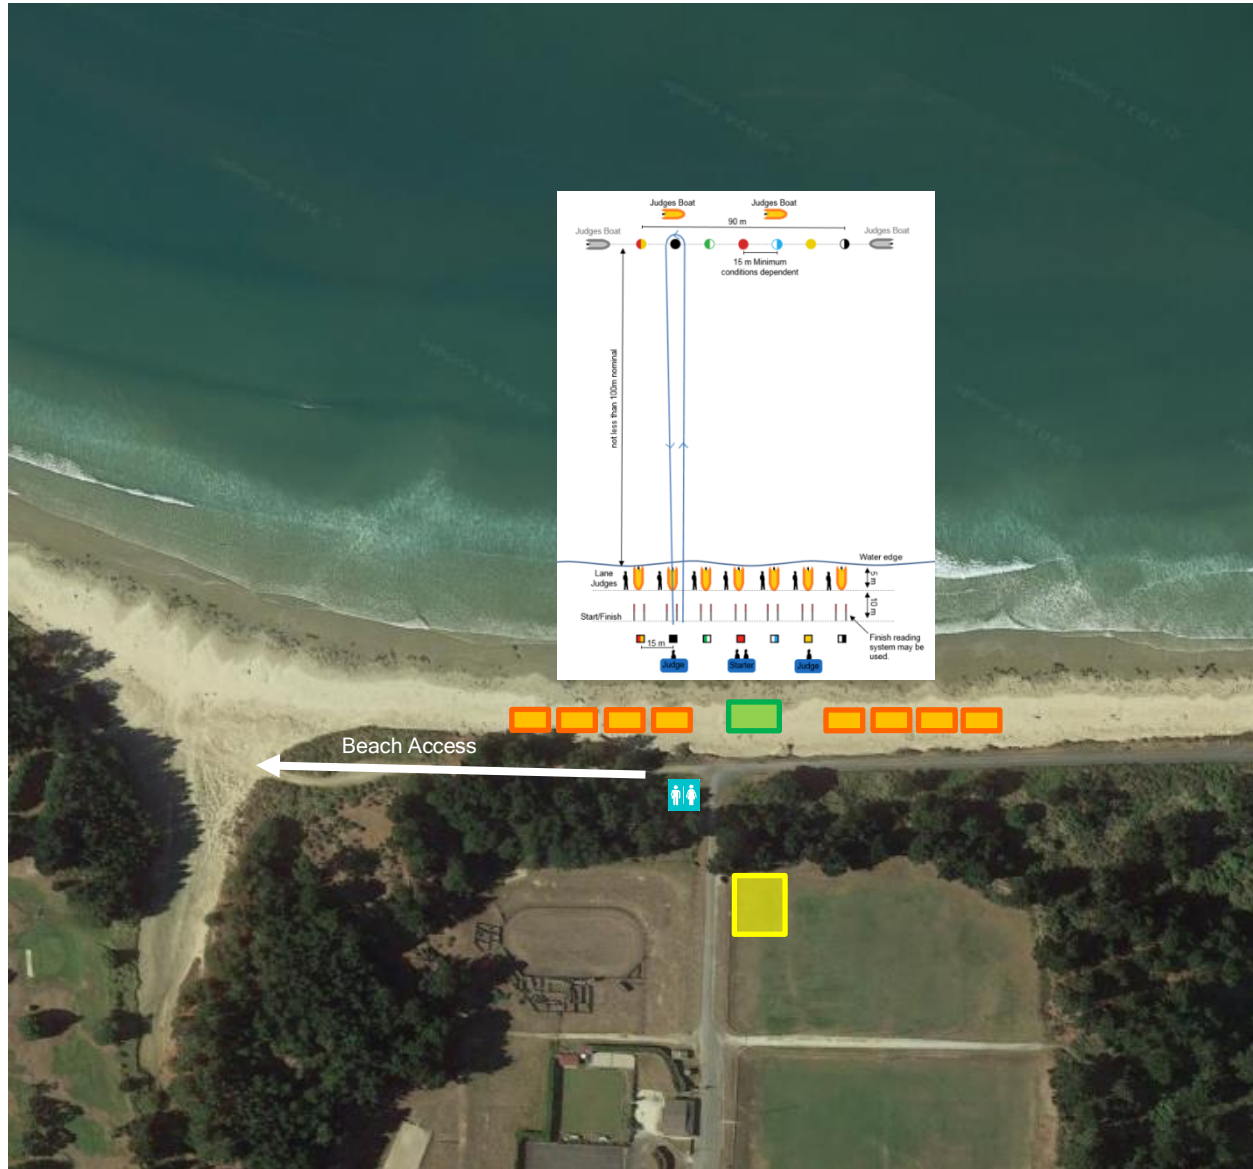 Judges Boat
Judges Boat
90 m
Judges Boat
Judges Boat
15 m Minimum
conditions dependent
not less than 100m nominal
Water edge
Lane
Judges
5 m
10 m
Start/Finish
Finish reading
system may be
used.
15 m
Judge
Starter
Judge
Beach Access